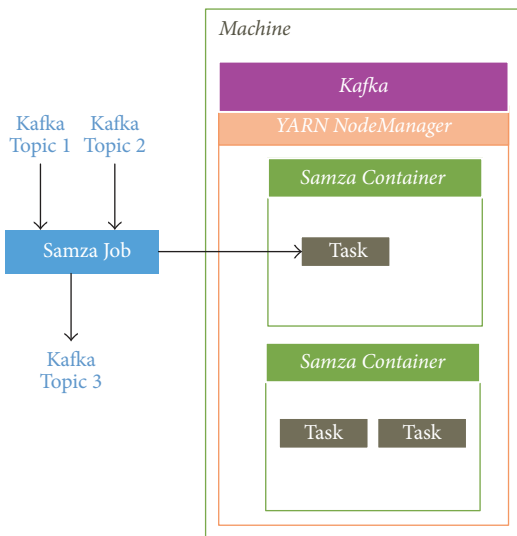 Machine
Kafka
YARN NodeManager
Kafka
Topic 1
Kafka
Topic 2
Samza Container
Samza Job
Task
Kafka
Topic 3
Samza Container
Task
Task